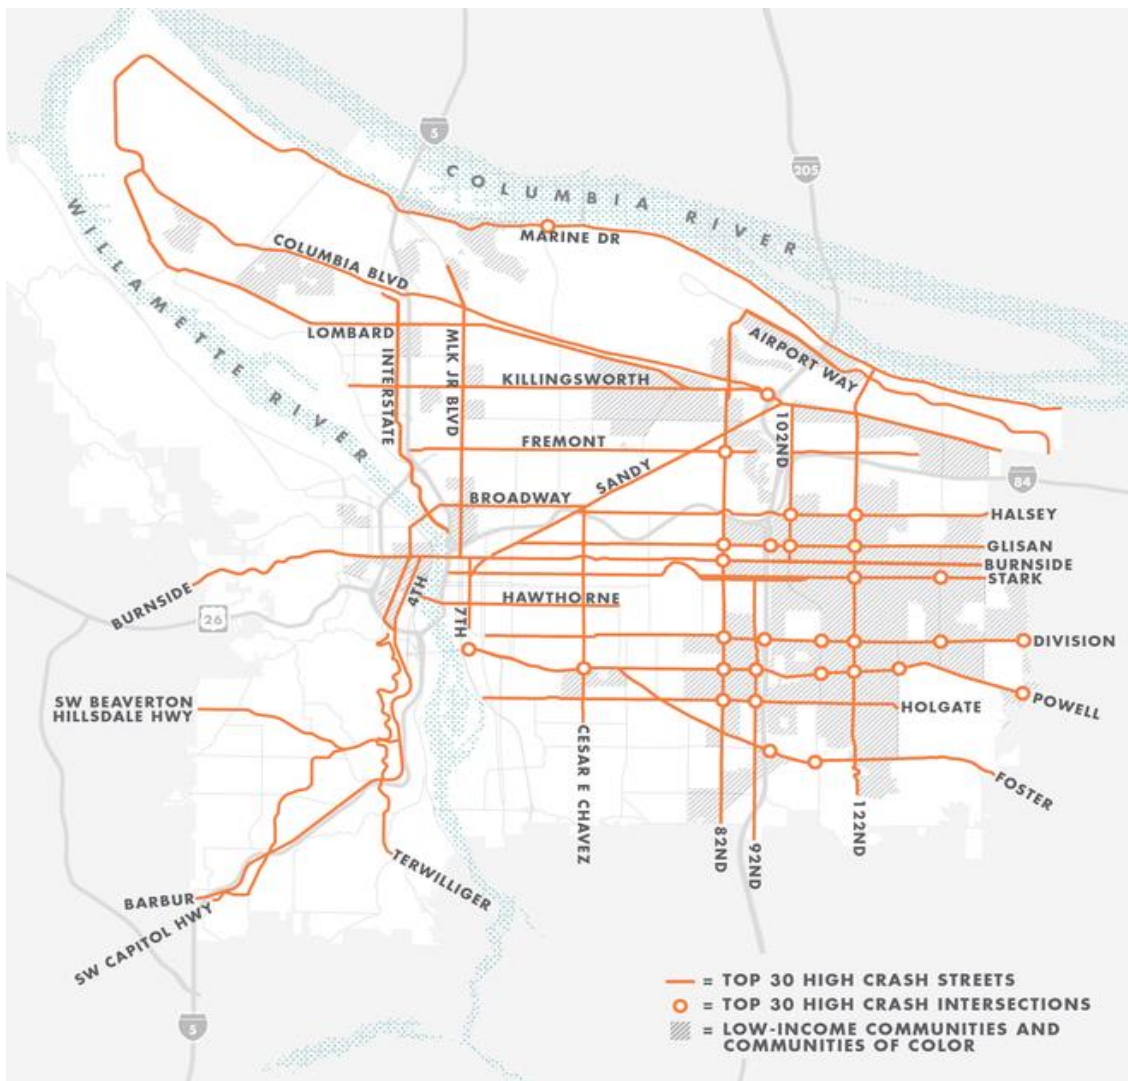 5
205
COLUMBIA RIVER
MARINE DR
WILLAMETTE RIVER
COLUMBIA BLVD
LOMBARD
INTERSTATE
MLK JR BLVD
AIRPORT WAY
KILLINGSWORTH
102ND
FREMONT
SANDY
84
BROADWAY
HALSEY
GLISAN
BURNSIDE
STARK
BURNSIDE
26
4TH
HAWTHORNE
7TH
DIVISION
SW BEAVERTON
HILLSDALE HWY
POWELL
HOLGATE
CESAR E CHAVEZ
FOSTER
82ND
92ND
122ND
BARBUR
TERWILLIGER
SW CAPITOL HWY
5
= TOP 30 HIGH CRASH STREETS
= TOP 30 HIGH CRASH INTERSECTIONS
= LOW-INCOME COMMUNITIES AND
COMMUNITIES OF COLOR